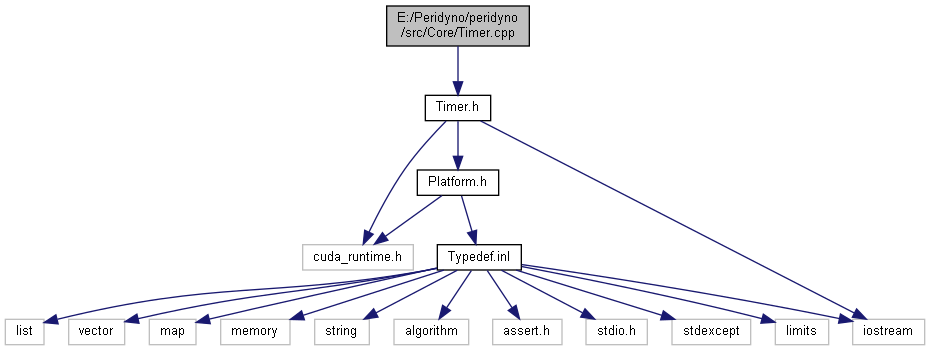 E:/Peridyno/peridyno
/src/Core/Timer.cpp
Timer.h
Platform.h
cuda_runtime.h
Typedef.inl
list
vector
map
memory
string
algorithm
assert.h
stdio.h
stdexcept
limits
iostream